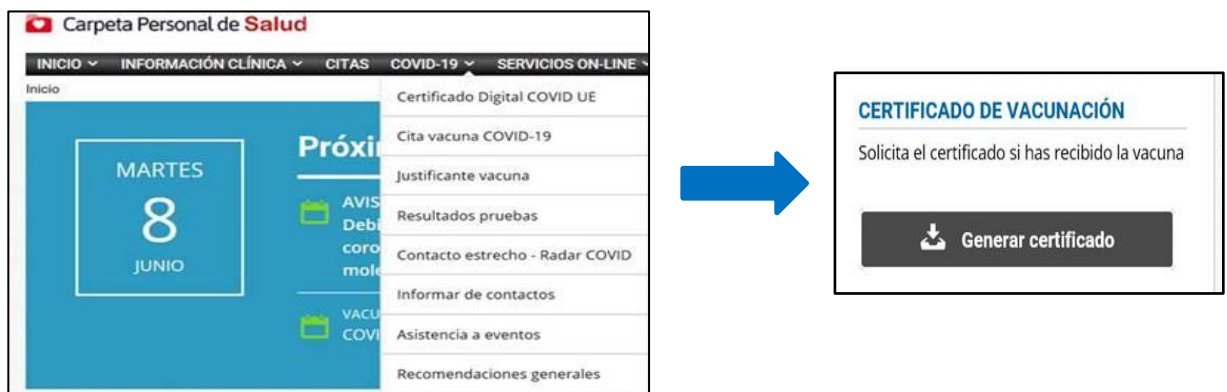 Carpeta Personal de Salud
INICIO INFORMACIÓN CLÍNICA CITAS COVID-19 SERVICIOS ON-LINE
Inicio
MARTES
8
JUNIO
Próxi
AVIS
Debi
coro
mole
VACU
COVI
Certificado Digital COVID UE
Cita vacuna COVID-19
Justificante vacuna
Resultados pruebas
Contacto estrecho - Radar COVID
Informar de contactos
Asistencia a eventos
Recomendaciones generales
CERTIFICADO DE VACUNACIÓN
Solicita el certificado si has recibido la vacuna
Generar certificado